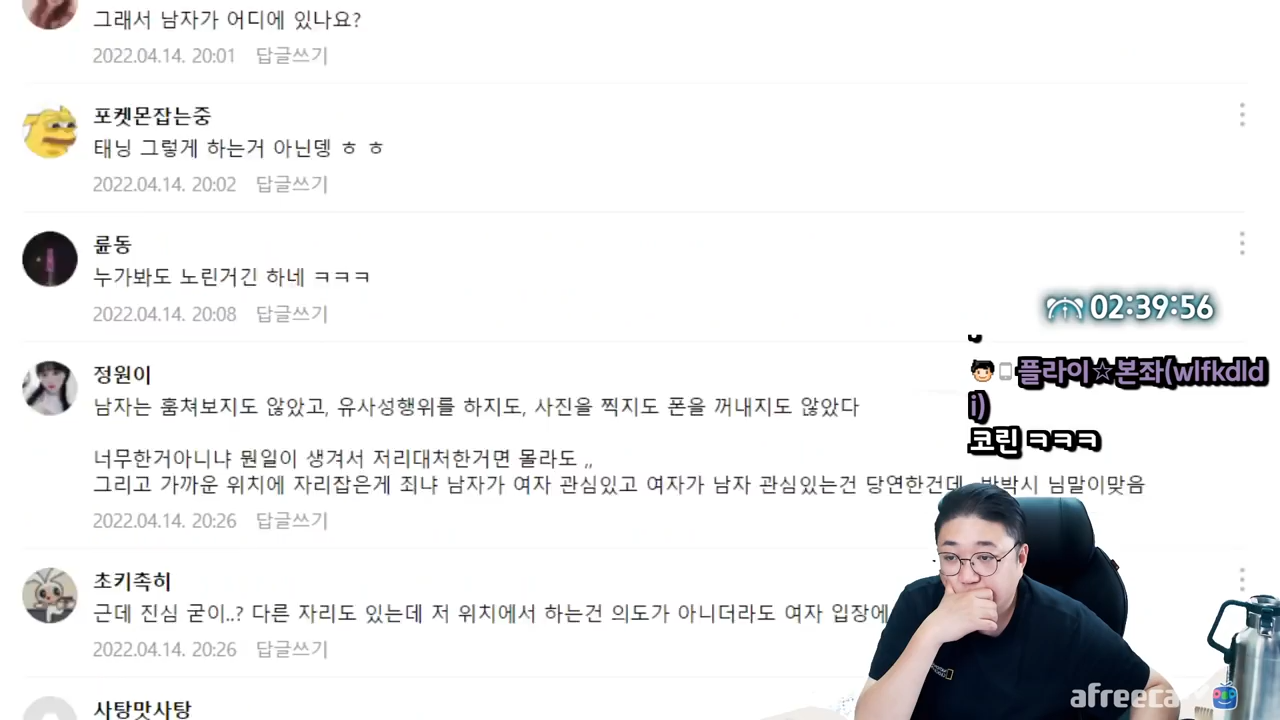 그래서 남자가 어디에 있나요?
2022.04.14. 20:01 답글쓰기
포켓몬잡는중
태닝 그렇게 하는거 아닌뎅 ㅎ ㅎ
2022.04.14. 20:02 답글쓰기
륜동
누가봐도 노린거긴 하네 ㅋㅋㅋ
2022.04.14. 20:08 답글쓰기
02:39:56
플라이☆본좌(wlfkdld
i)
코린 ㅋㅋㅋ
정원이
남자는 훔쳐보지도 않았고, 유사성행위를 하지도, 사진을 찍지도 폰을 꺼내지도 않았다
너무한거아니냐 뭔일이 생겨서 저리대처한거면 몰라도 ,,
그리고 가까운 위치에 자리잡은게 죄냐 남자가 여자 관심있고 여자가 남자 관심있는건 당연한건데 반박시 님말이맞음
2022.04.14. 20:26 답글쓰기
초키촉히
근데 진심 굳이..? 다른 자리도 있는데 저 위치에서 하는건 의도가 아니더라도 여자 입장에
2022.04.14. 20:26 답글쓰기
사탕맛사탕
afreeca